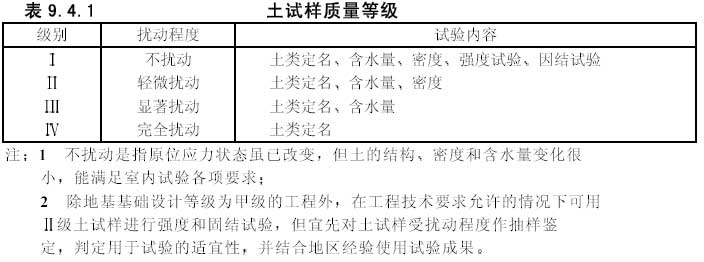 表 9.4.1 土试样质量等级
级别 扰动程度 试验内容
Ⅰ 不扰动 土类定名、含水量、密度、强度试验、因结试验
Ⅱ 轻微扰动 土类定名、含水量、密度
Ⅲ 显著扰动 土类定名、含水量
Ⅳ 完全扰动 土类定名
注：1 不扰动是指原位应力状态虽已改变，但土的结构、密度和含水量变化很
小，能满足室内试验各项要求；
2 除地基基础设计等级为甲级的工程外，在工程技术要求允许的情况下可用
Ⅱ级土试样进行强度和固结试验，但宜先对土试样受扰动程度作抽样鉴
定，判定用于试验的适宜性，并结合地区经验使用试验成果。